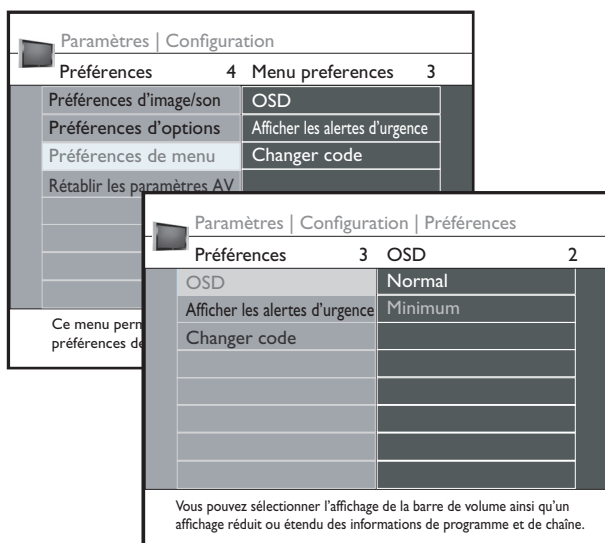 Paramètres | Configuration
Préférences 4 Menu preferences 3
Préférences d'image/son OSD
Préférences d'options Afficher les alertes d'urgence
Préférences de menu Changer code
Rétablir les paramètres AV
Ce menu
préférences
Paramètres | Configuration | Préférences
Préférences 3 OSD 2
OSD Normal
Afficher les alertes d'urgence Minimum
Changer code
Vous pouvez sélectionner l'affichage de la barre de volume ainsi qu'un
affichage réduit ou étendu des informations de programme et de chaîne.